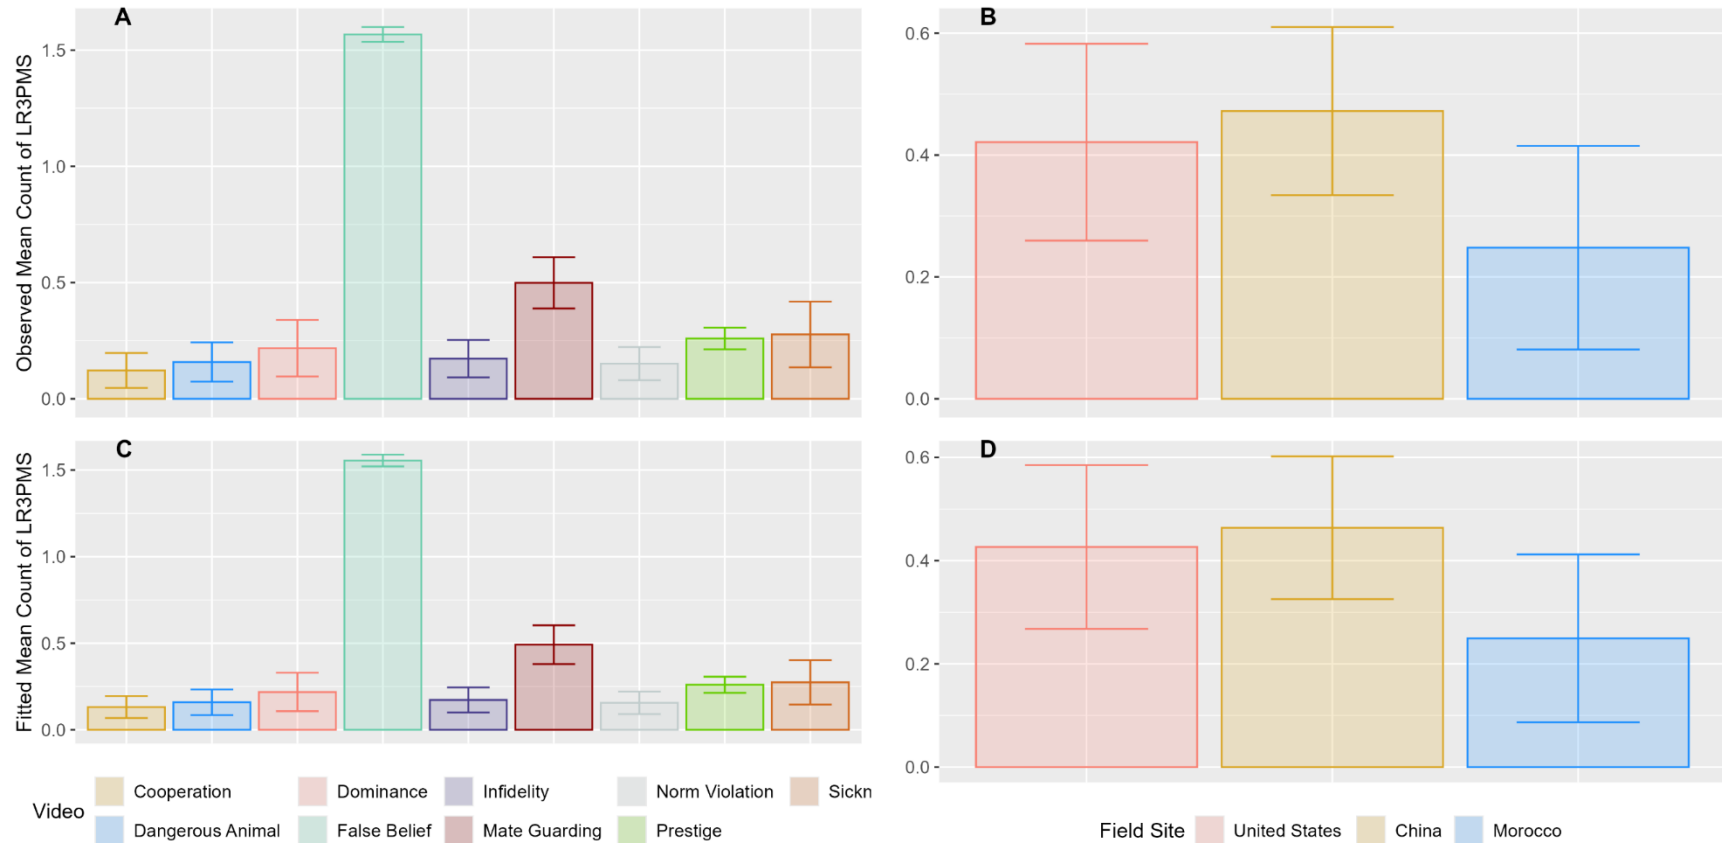 A
B
Observed Mean Count of LR3PMS
1.5
1.0
0.5
0.0
0.6
0.4
0.2
0.0
C
D
Fitted Mean Count of LR3PMS
1.5
1.0
0.5
0.0
0.6
0.4
0.2
0.0
Video
Cooperation
Dominance
Infidelity
Norm Violation
Sickn
Dangerous Animal
False Belief
Mate Guarding
Prestige
Field Site
United States
China
Morocco